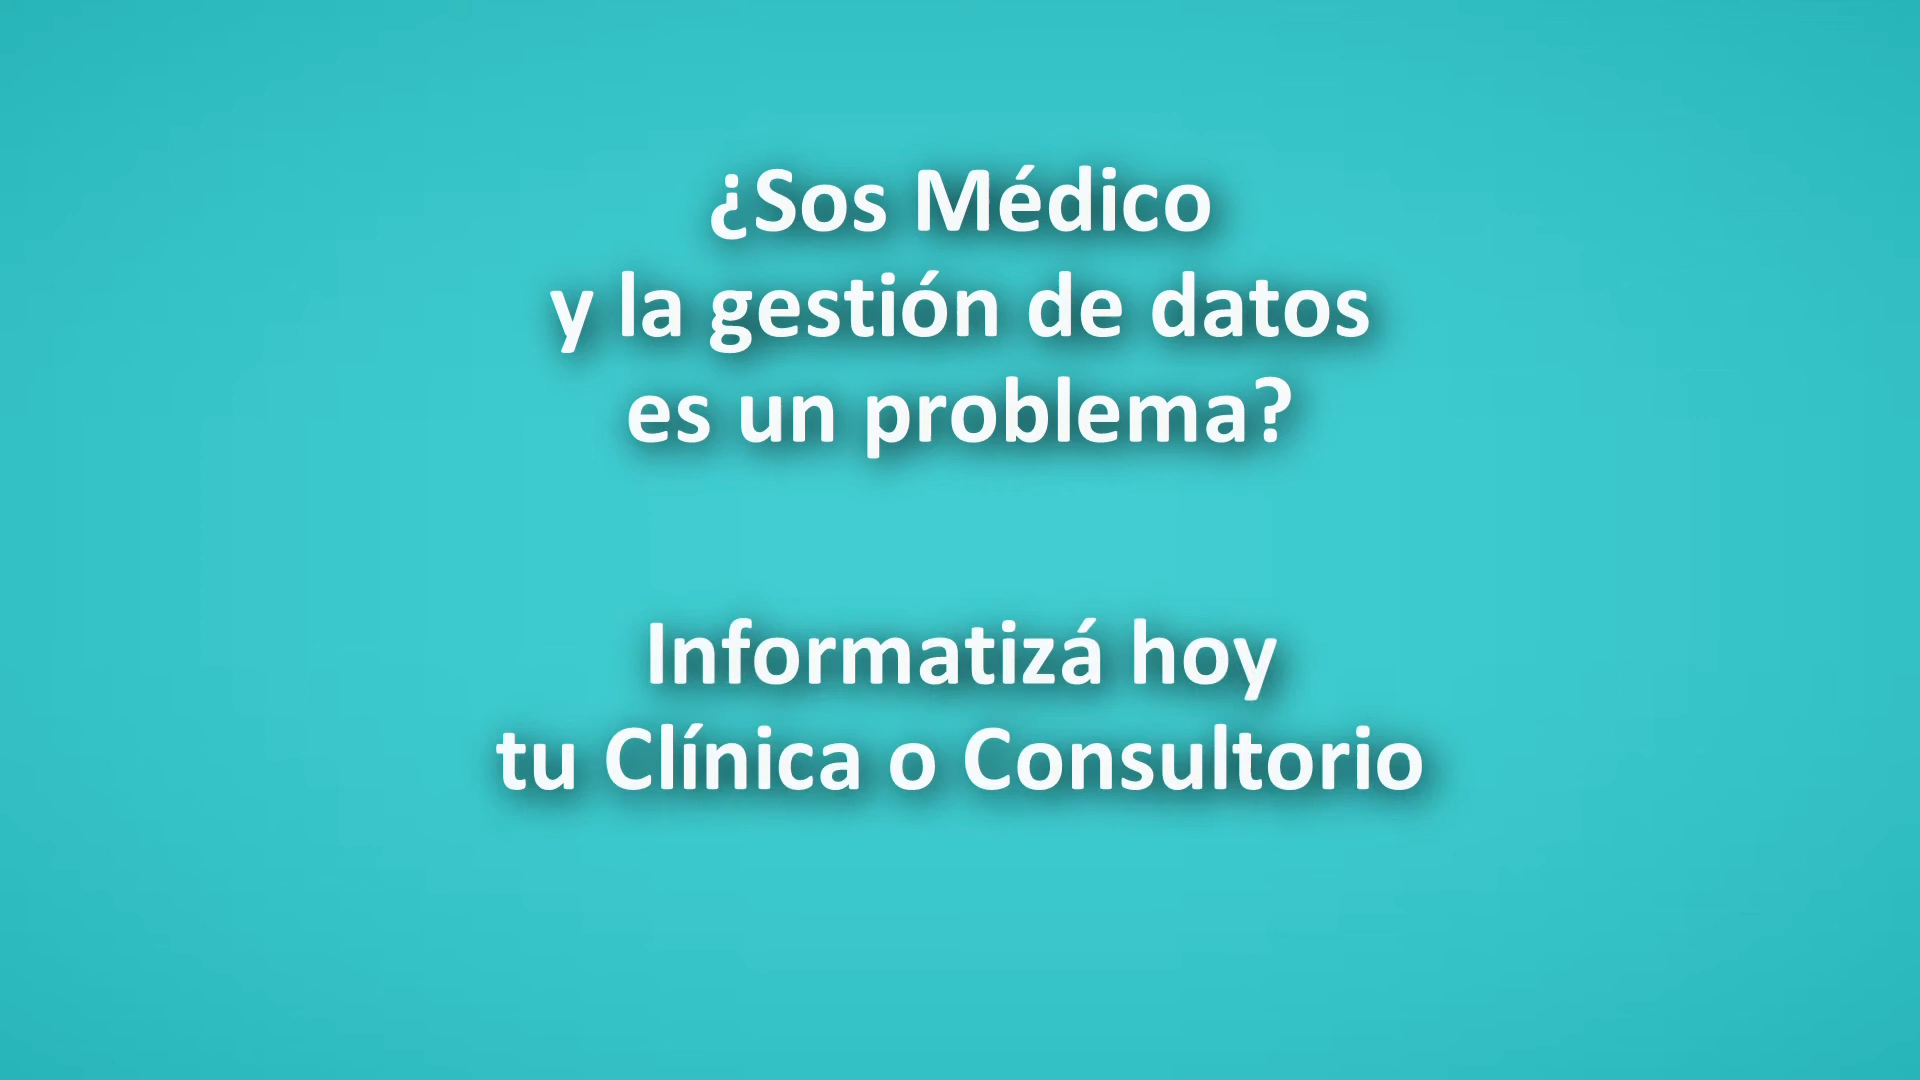 ¿Sos Médico
y la gestión de datos
es un problema?
Informatizá hoy
tu Clínica o Consultorio